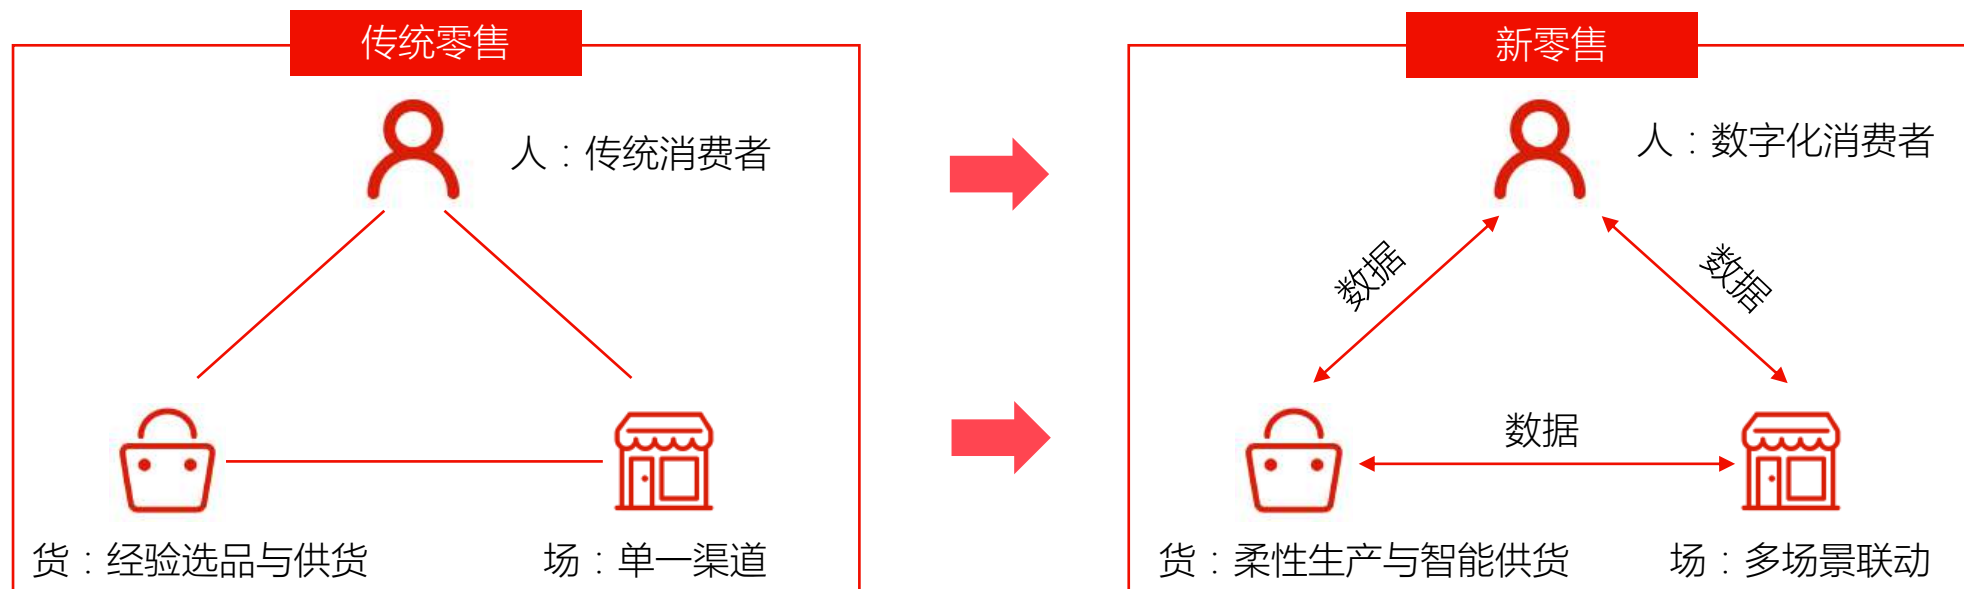 传统零售
人：传统消费者
货：经验选品与供货
场：单一渠道
新零售
人：数字化消费者
数据
数据
数据
货：柔性生产与智能供货
场：多场景联动